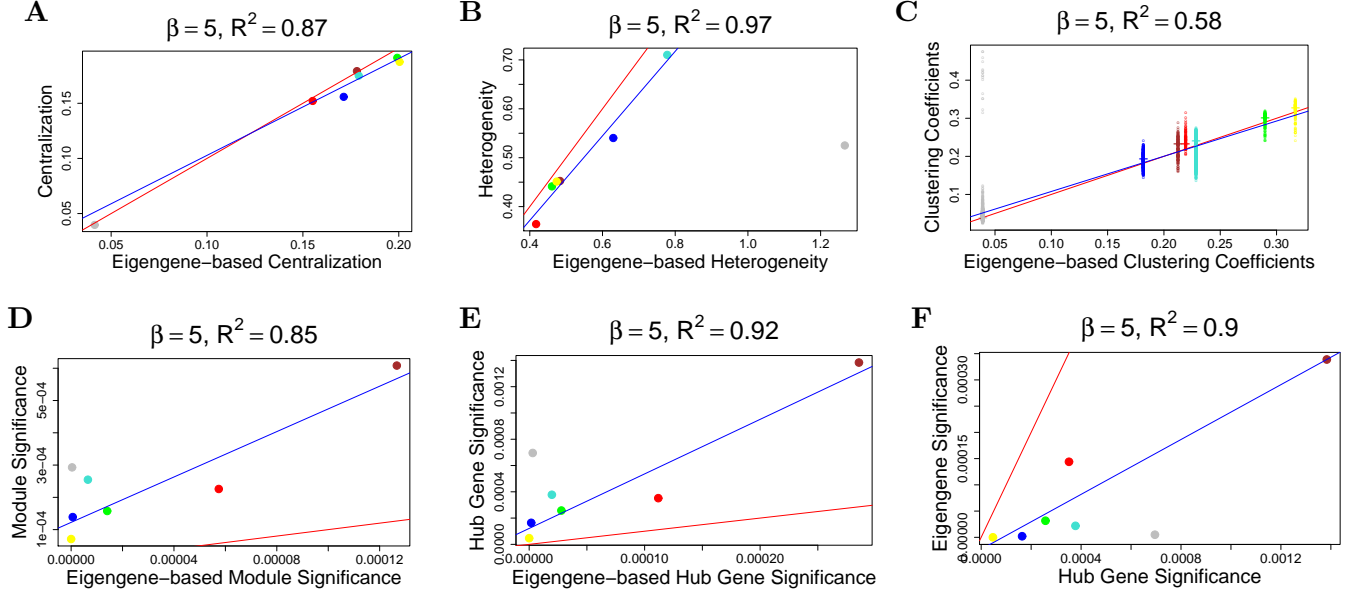 A
β = 5, R² = 0.87
Centralization
0.05 0.10 0.15
0.05 0.10 0.15 0.20
Eigengene−based Centralization
B
β = 5, R² = 0.97
Heterogeneity
0.40 0.50 0.60 0.70
0.4 0.6 0.8 1.0 1.2
Eigengene−based Heterogeneity
C
β = 5, R² = 0.58
Clustering Coefficients
0.1 0.2 0.3 0.4
0.05 0.10 0.15 0.20 0.25 0.30
Eigengene−based Clustering Coefficients
D
β = 5, R² = 0.85
Module Significance
1e−04 3e−04 5e−04
0.00000 0.00004 0.00008 0.00012
Eigengene−based Module Significance
E
β = 5, R² = 0.92
Hub Gene Significance
0.0000 0.0004 0.0008 0.0012
0.00000 0.00010 0.00020
Eigengene−based Hub Gene Significance
F
β = 5, R² = 0.9
Eigengene Significance
0.00000 0.00015 0.00030
0.0000 0.0004 0.0008 0.0012
Hub Gene Significance